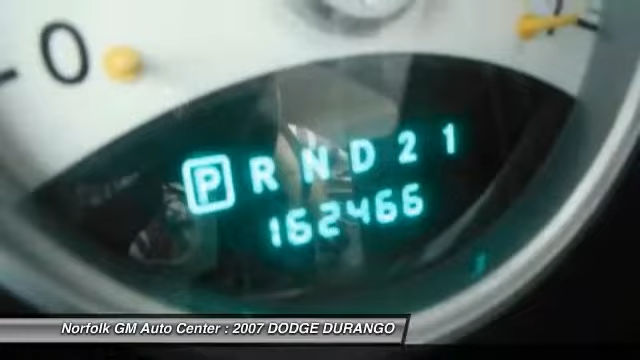 0
P R N D 2 1
162466
Norfolk GM Auto Center : 2007 DODGE DURANGO